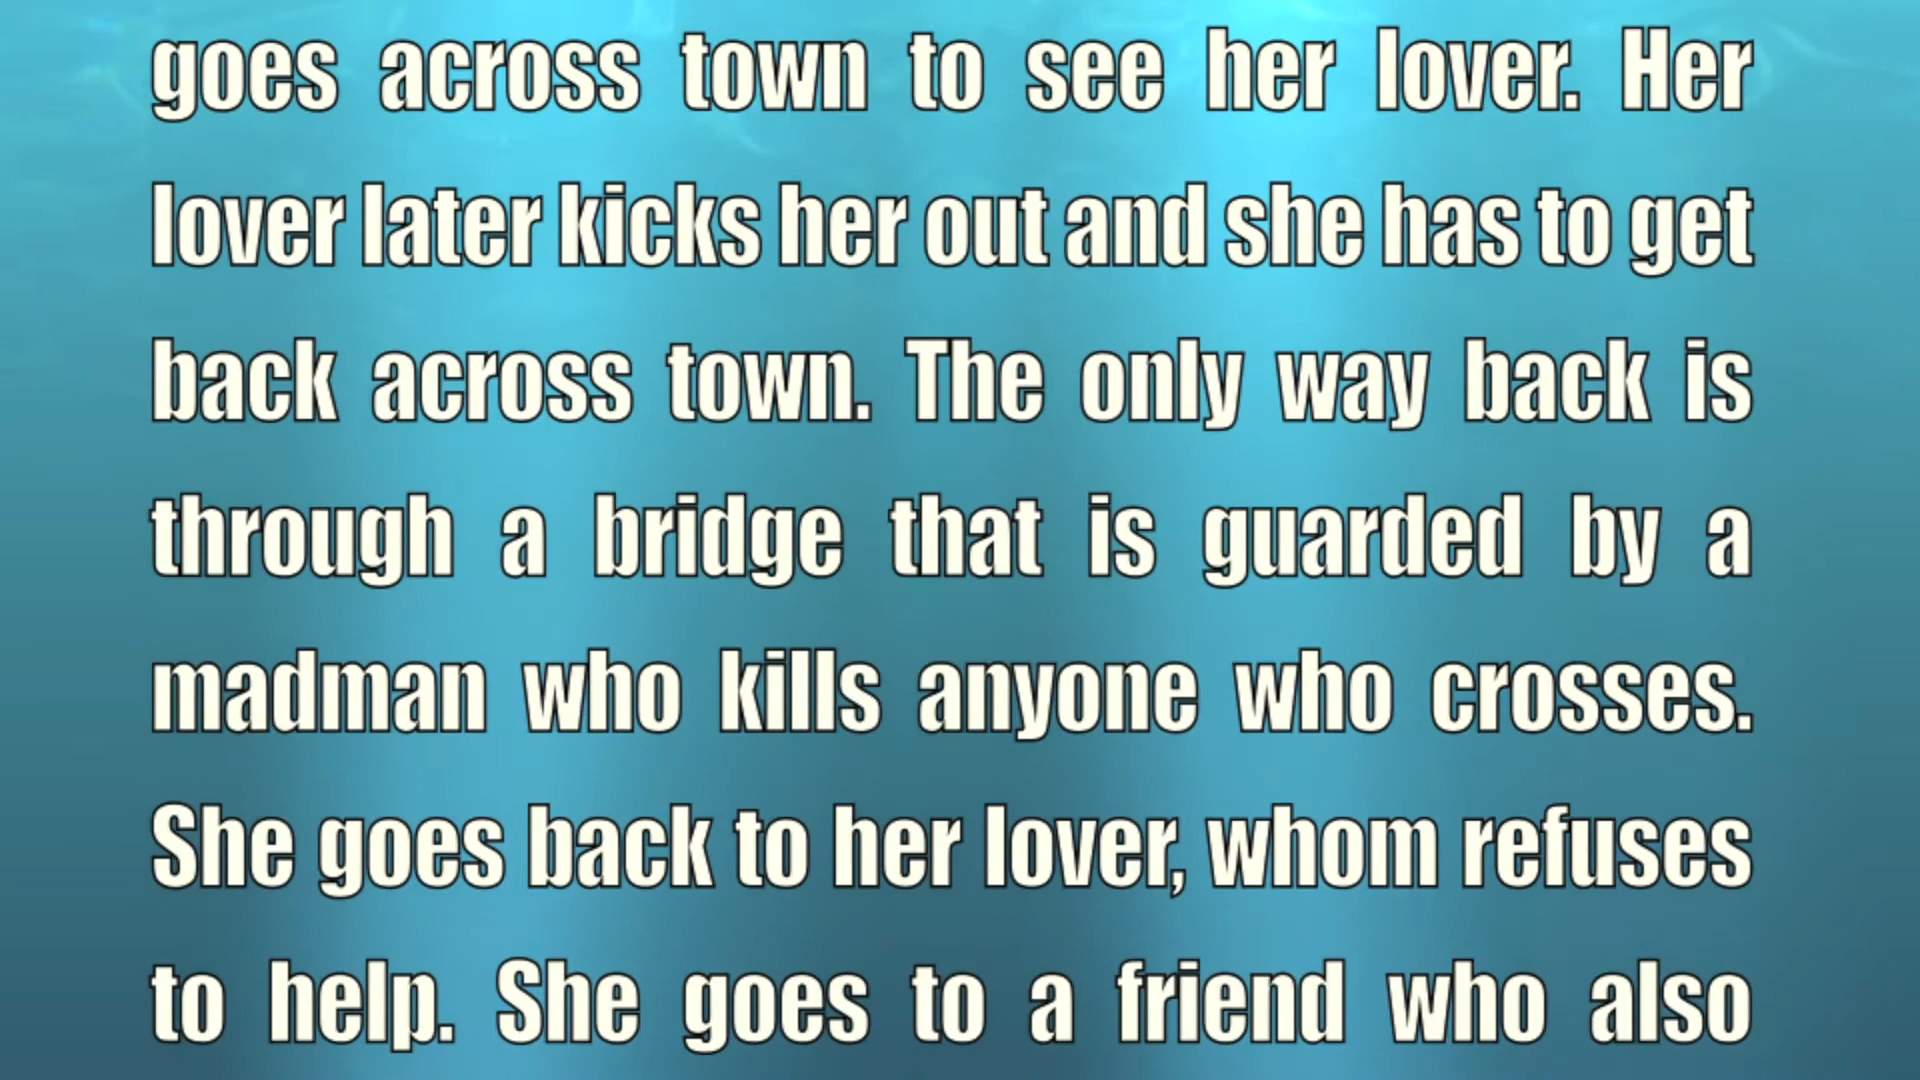 goes across town to see her lover. Her
lover later kicks her out and she has to get
back across town. The only way back is
through a bridge that is guarded by a
madman who kills anyone who crosses.
She goes back to her lover, whom refuses
to help. She goes to a friend who also